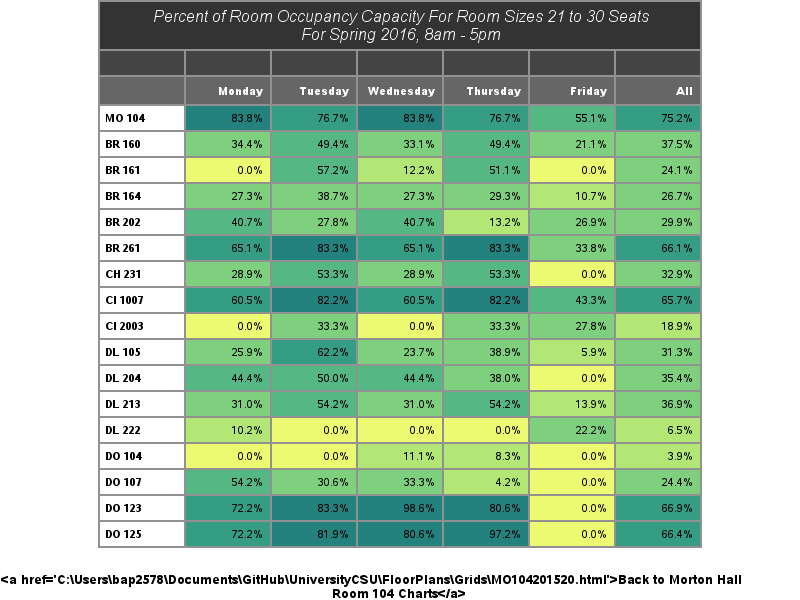 Percent of Room Occupancy Capacity For Room Sizes 21 to 30 Seats
For Spring 2016, 8am - 5pm
Monday Tuesday Wednesday Thursday Friday All
MO 104 83.8% 76.7% 83.8% 76.7% 55.1% 75.2%
BR 160 34.4% 49.4% 33.1% 49.4% 21.1% 37.5%
BR 161 0.0% 57.2% 12.2% 51.1% 0.0% 24.1%
BR 164 27.3% 38.7% 27.3% 29.3% 10.7% 26.7%
BR 202 40.7% 27.8% 40.7% 13.2% 26.9% 29.9%
BR 261 65.1% 83.3% 65.1% 83.3% 33.8% 66.1%
CH 231 28.9% 53.3% 28.9% 53.3% 0.0% 32.9%
CI 1007 60.5% 82.2% 60.5% 82.2% 43.3% 65.7%
CI 2003 0.0% 33.3% 0.0% 33.3% 27.8% 18.9%
DL 105 25.9% 62.2% 23.7% 38.9% 5.9% 31.3%
DL 204 44.4% 50.0% 44.4% 38.0% 0.0% 35.4%
DL 213 31.0% 54.2% 31.0% 54.2% 13.9% 36.9%
DL 222 10.2% 0.0% 0.0% 0.0% 22.2% 6.5%
DO 104 0.0% 0.0% 11.1% 8.3% 0.0% 3.9%
DO 107 54.2% 30.6% 33.3% 4.2% 0.0% 24.4%
DO 123 72.2% 83.3% 98.6% 80.6% 0.0% 66.9%
DO 125 72.2% 81.9% 80.6% 97.2% 0.0% 66.4%
<a href='C:\Users\bap2578\Documents\GitHub\UniversityCSU\FloorPlans\Grids\MO104201520.html'>Back to Morton Hall
Room 104 Charts</a>